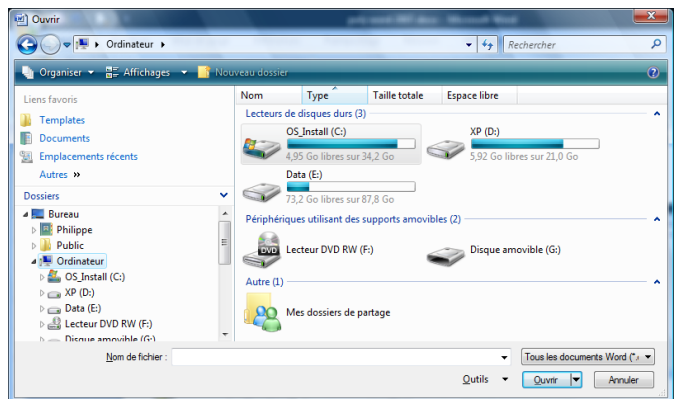 Ouvrir
Ordinateur
Rechercher
Organiser Affichages Nouveau dossier
Liens favoris
Templates
Documents
Emplacements récents
Autres »
Dossiers
Bureau
Philippe
Public
Ordinateur
OS_Install (C:)
XP (D:)
Data (E:)
Lecteur DVD RW (F:)
Disque amovible (G:)
Nom Type Taille totale Espace libre
Lecteurs de disques durs (3)
OS_Install (C:) XP (D:)
4,95 Go libres sur 34,2 Go 5,92 Go libres sur 21,0 Go
Data (E:)
73,2 Go libres sur 87,8 Go
Périphériques utilisant des supports amovibles (2)
DVD
Lecteur DVD RW (F:) Disque amovible (G:)
Autre (1)
Mes dossiers de partage
Nom de fichier : Tous les documents Word (*.
Outils Ouvrir Annuler